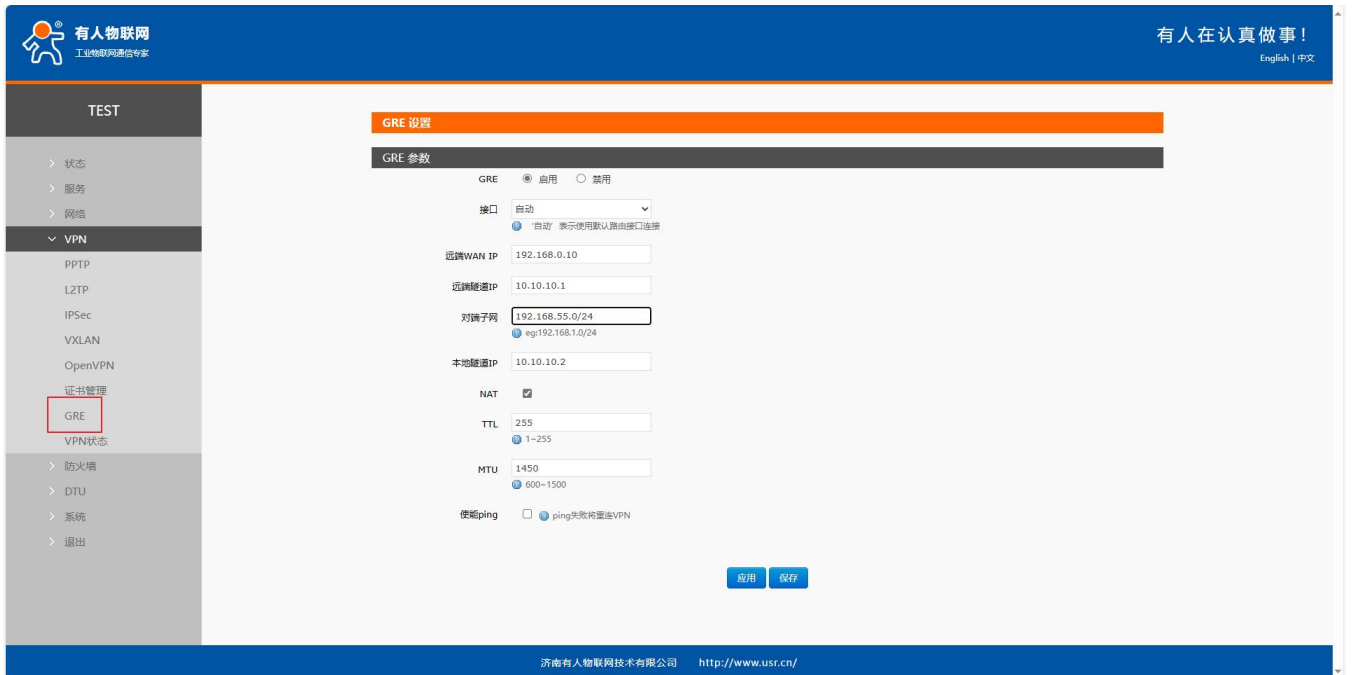 有人物联网
工业物联网通信专家
有人在认真做事！
English | 中文
TEST
状态
服务
网络
VPN
PPTP
L2TP
IPSec
VXLAN
OpenVPN
证书管理
GRE
VPN状态
防火墙
DTU
系统
退出
GRE 设置
GRE 参数
GRE 启用 禁用
接口 自动
'自动' 表示使用默认路由接口连接
远端WAN IP 192.168.0.10
远端隧道IP 10.10.10.1
对端子网 192.168.55.0/24
eg:192.168.1.0/24
本地隧道IP 10.10.10.2
NAT
TTL 255
1~255
MTU 1450
600~1500
使能ping ping失败将重连VPN
应用 保存
济南有人物联网技术有限公司 http://www.usr.cn/